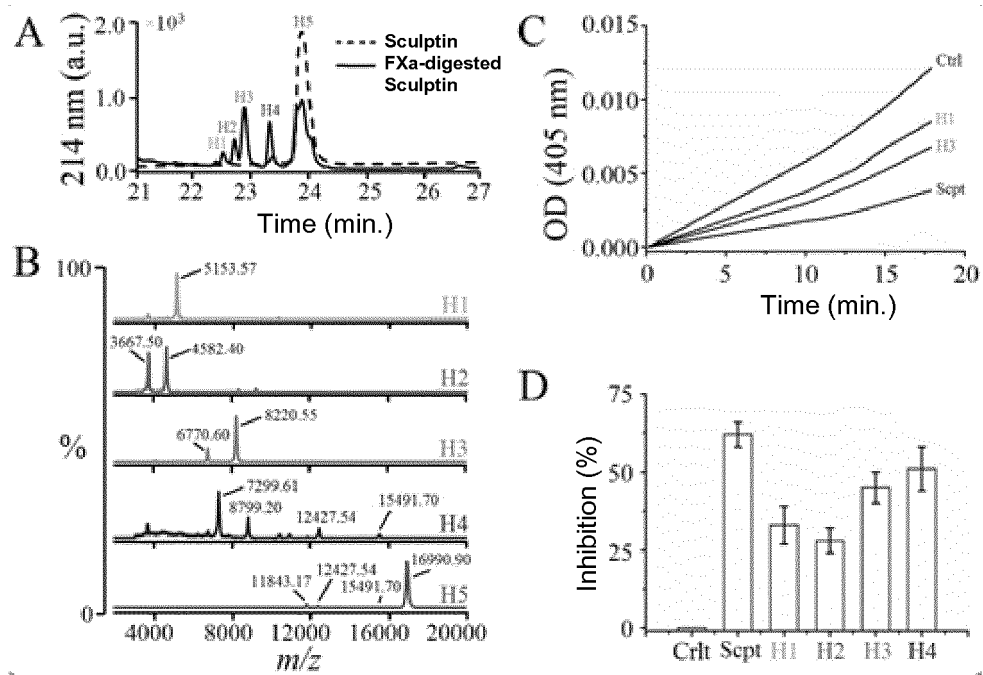 A
214 nm (a.u.)
2.0 ×10³
1.0
0.0
H1
H2
H3
H4
H5
Sculptin
FXa-digested
Sculptin
21 22 23 24 25 26 27
Time (min.)
B
100
%
0
5153.57
H1
3667.50 4582.40
H2
6770.60 8220.55
H3
7299.61
8799.20 12427.54 15491.70
H4
11843.17 12427.54 15491.70 16990.90
H5
4000 8000 12000 16000 20000
m/z
C
OD (405 nm)
0.015
0.010
0.005
0.000
Ctrl
H1
H3
Scpt
0 5 10 15 20
Time (min.)
D
Inhibition (%)
75
50
25
0
Crlt Scpt H1 H2 H3 H4